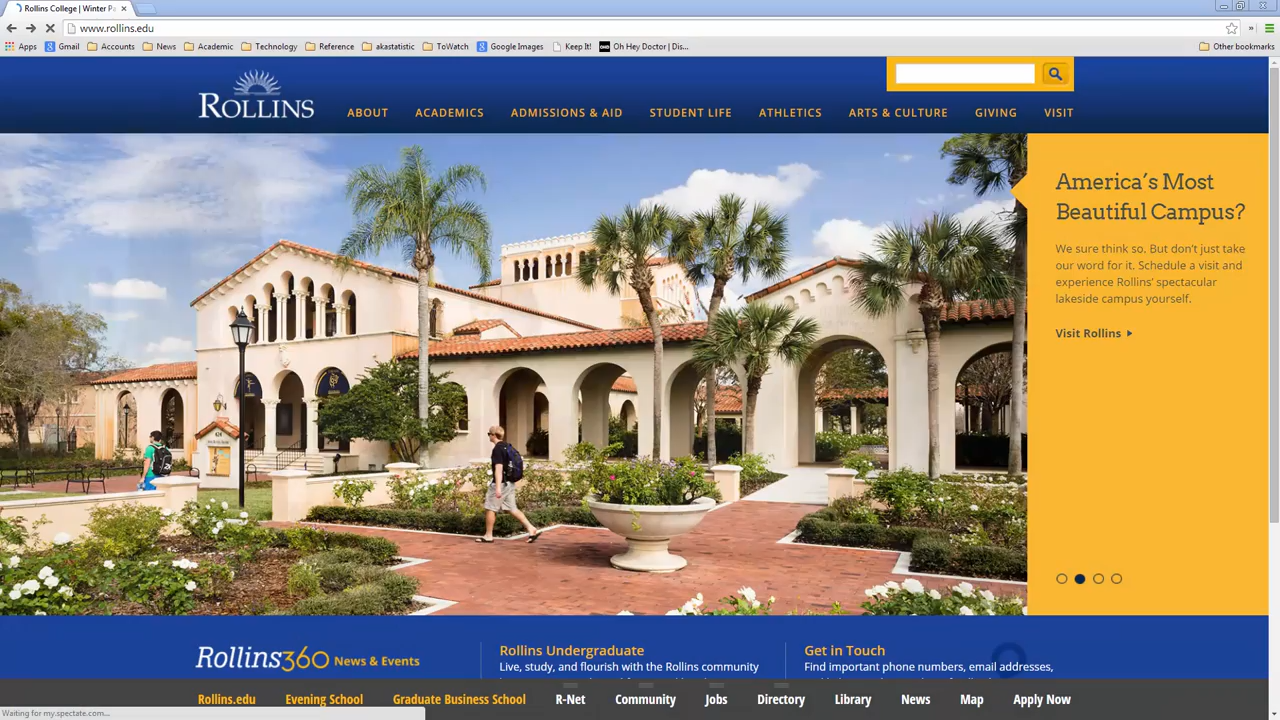 Rollins College | Winter Pa
www.rollins.edu
Apps Gmail Accounts News Academic Technology Reference akastatistic ToWatch Google Images Keep It! Oh Hey Doctor | Dis... Other bookmarks
ROLLINS
ABOUT ACADEMICS ADMISSIONS & AID STUDENT LIFE ATHLETICS ARTS & CULTURE GIVING VISIT
America's Most
Beautiful Campus?
We sure think so. But don't just take
our word for it. Schedule a visit and
experience Rollins' spectacular
lakeside campus yourself.
Visit Rollins
Rollins360 News & Events
Rollins Undergraduate
Live, study, and flourish with the Rollins community
Get in Touch
Find important phone numbers, email addresses,
Rollins.edu Evening School Graduate Business School R-Net Community Jobs Directory Library News Map Apply Now
Waiting for my.spectate.com...